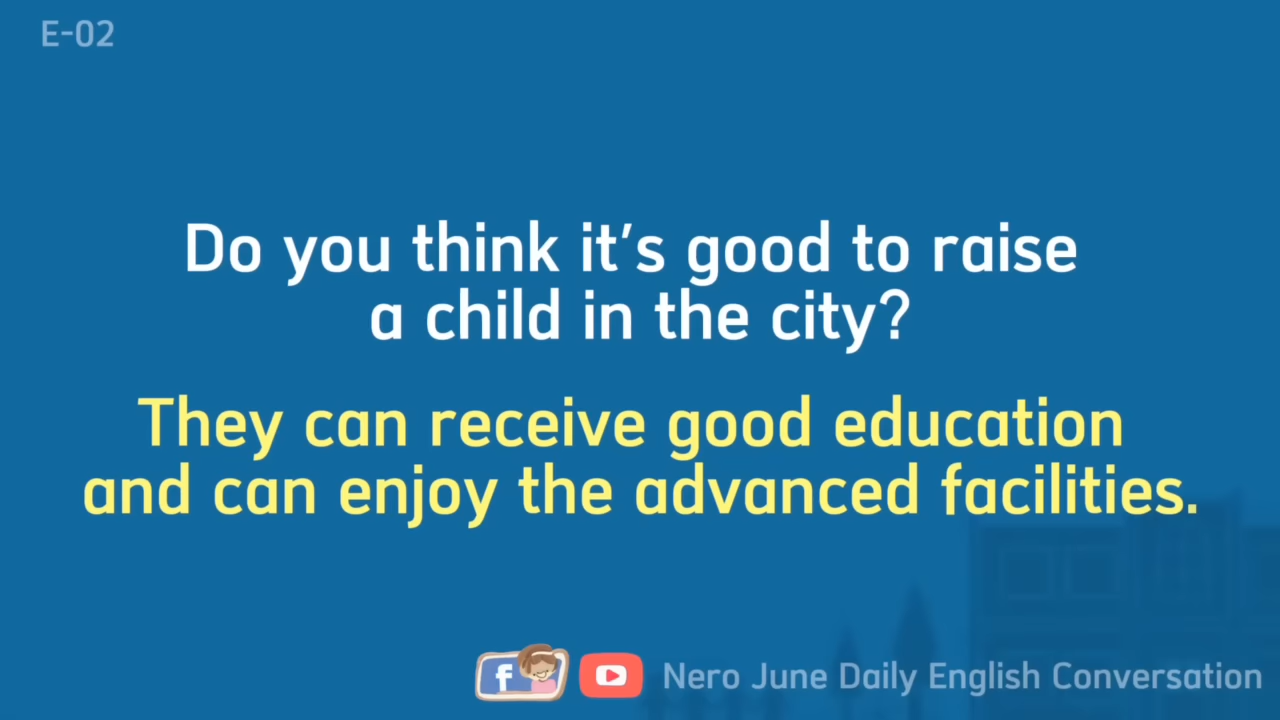 E-02
Do you think it's good to raise
a child in the city?
They can receive good education
and can enjoy the advanced facilities.
f
Nero June Daily English Conversation